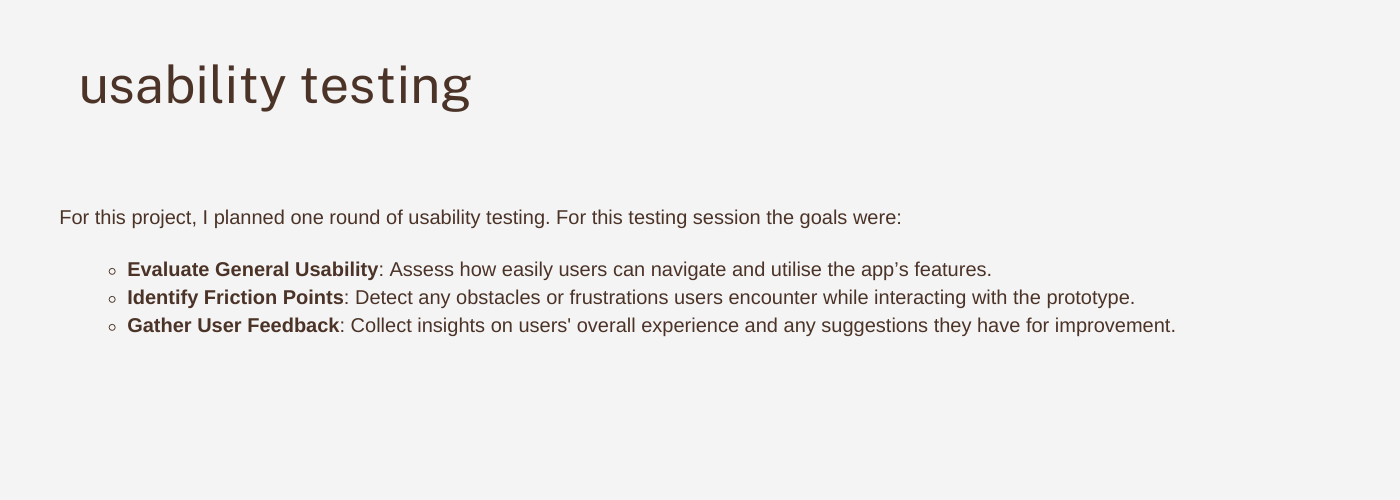 usability testing
For this project, I planned one round of usability testing. For this testing session the goals were:
Evaluate General Usability: Assess how easily users can navigate and utilise the app’s features.
Identify Friction Points: Detect any obstacles or frustrations users encounter while interacting with the prototype.
Gather User Feedback: Collect insights on users' overall experience and any suggestions they have for improvement.